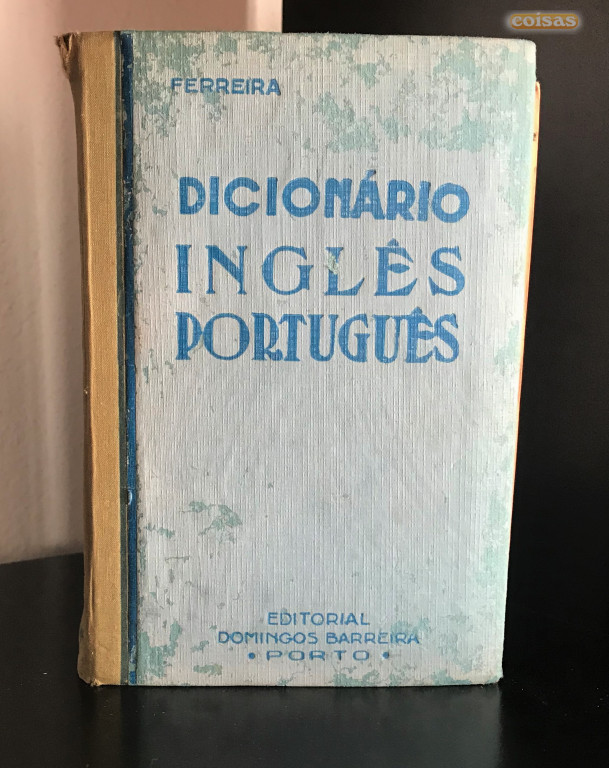 coisas
FERREIRA
DICIONÁRIO
INGLÊS
PORTUGUÊS
EDITORIAL
DOMINGOS BARREIRA
• PORTO •